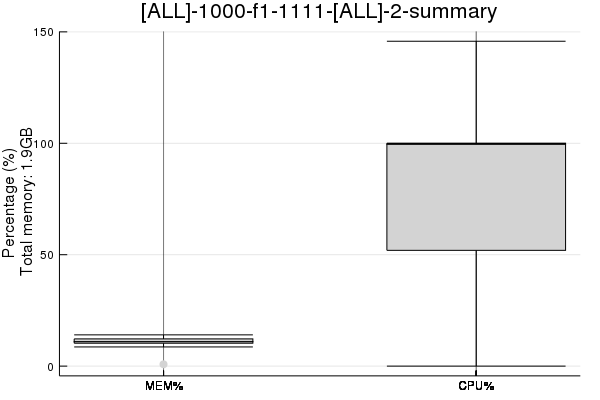 [ALL]-1000-f1-1111-[ALL]-2-summary
150
100
50
0
Percentage (%)
Total memory: 1.9GB
MEM%
CPU%